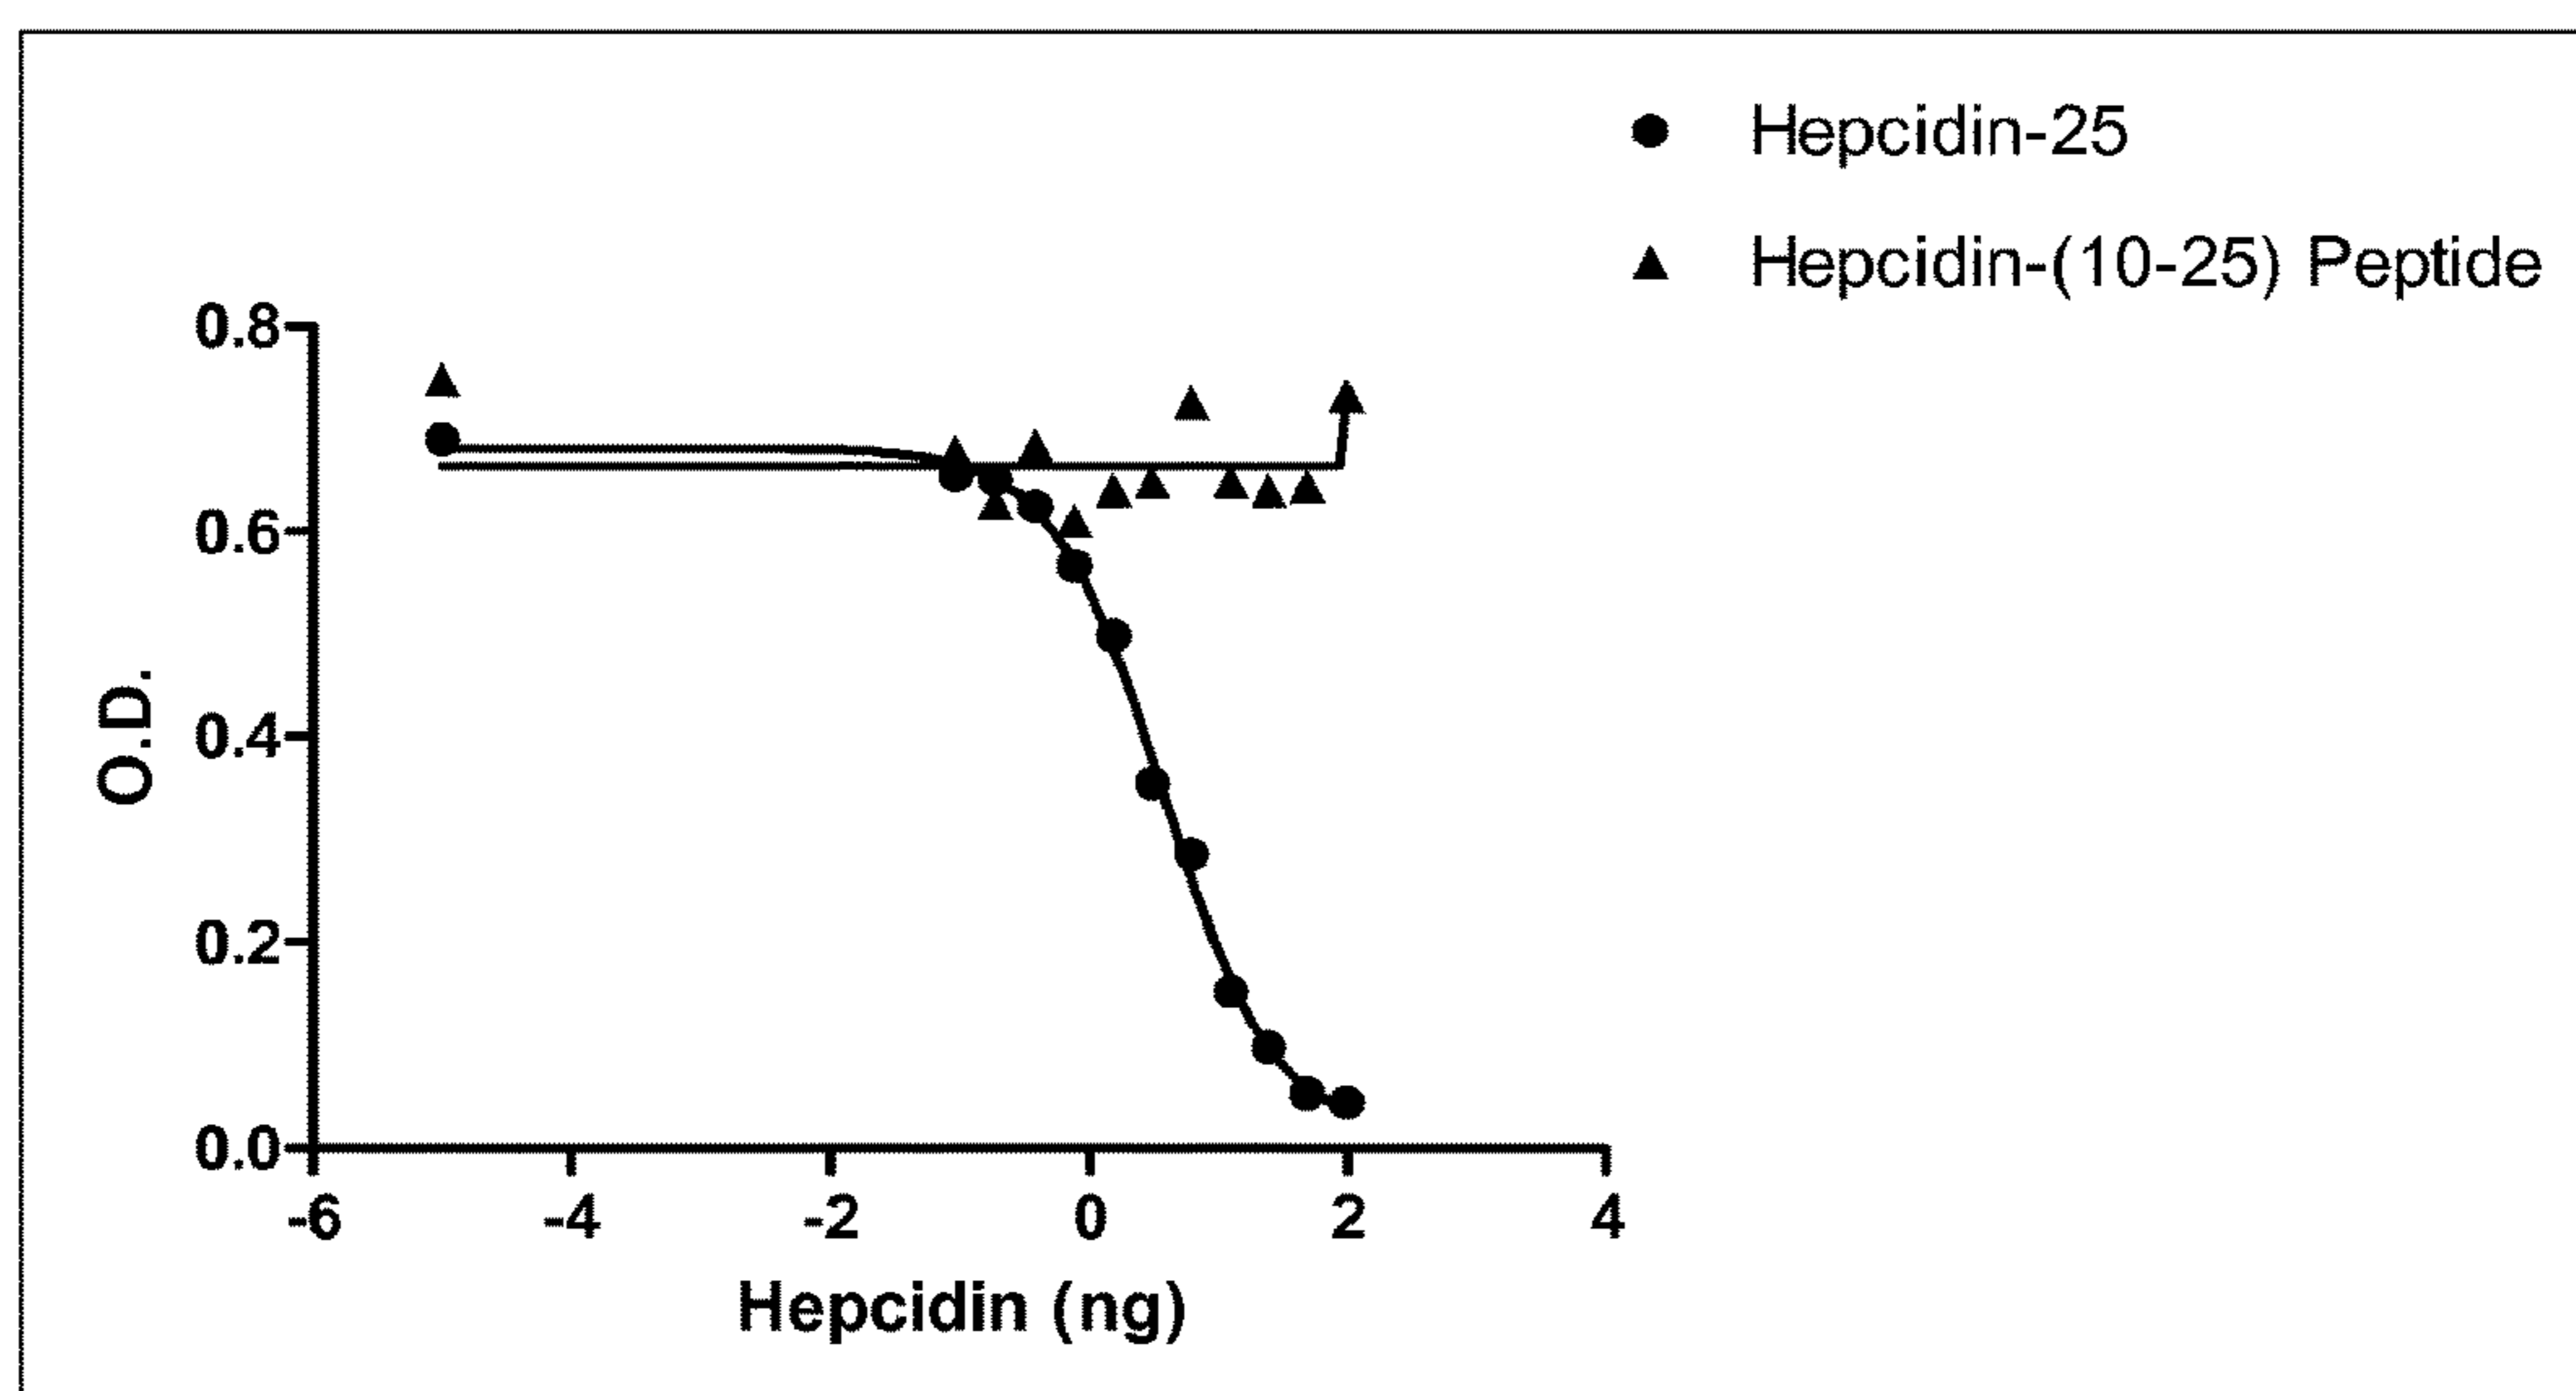 Hepcidin-25
Hepcidin-(10-25) Peptide
0.8
0.6
0.4
0.2
0.0
O.D.
-6 -4 -2 0 2 4
Hepcidin (ng)